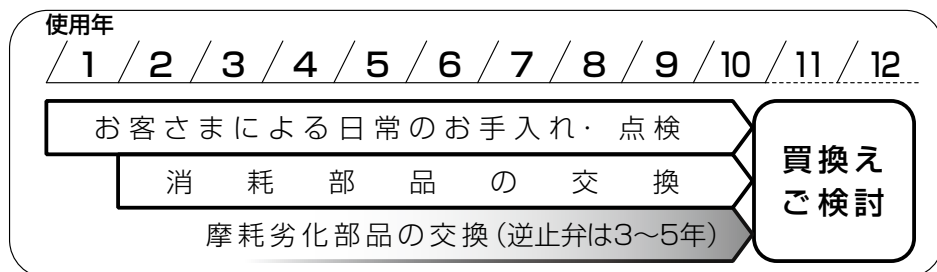 使用年
1 2 3 4 5 6 7 8 9 10 11 12
お客さまによる日常のお手入れ・点検
消耗部品の交換
摩耗劣化部品の交換(逆止弁は3～5年)
買換え
ご検討